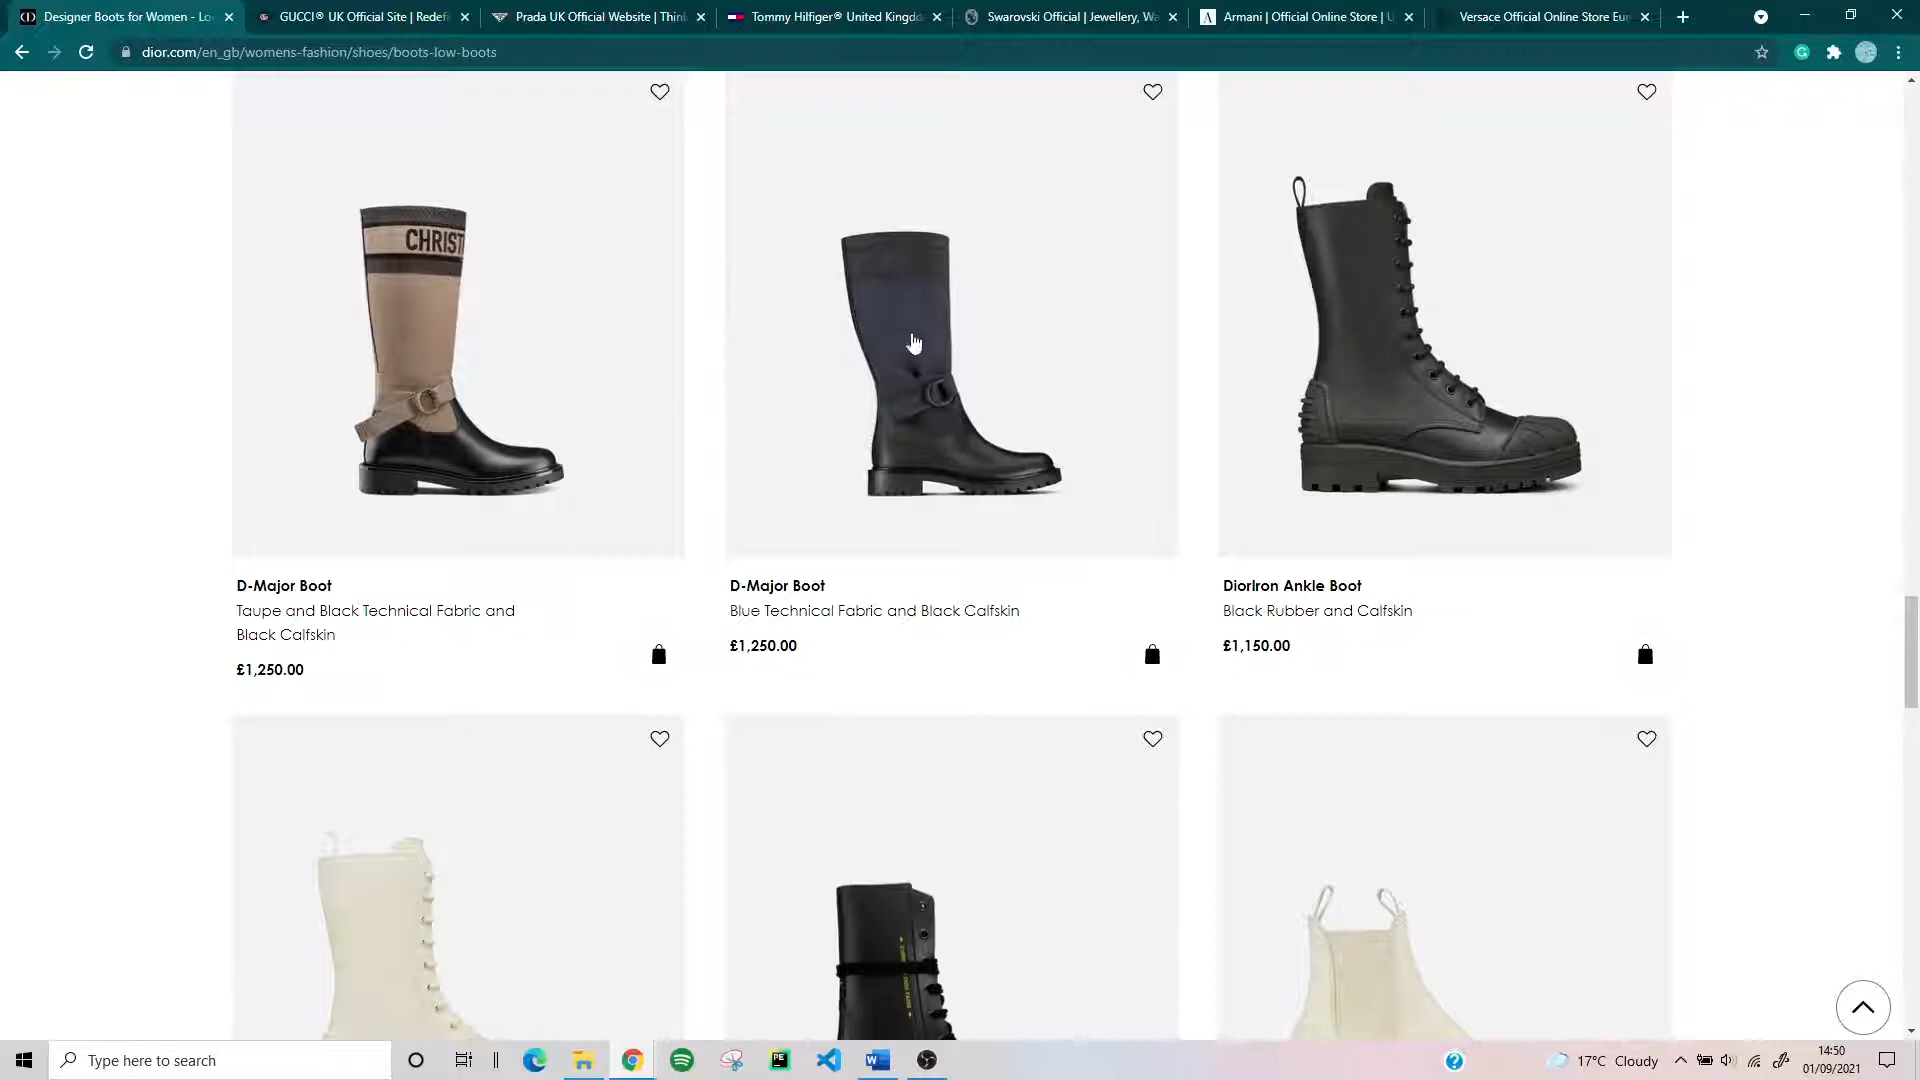 Designer Boots for Women - Lo
GUCCI® UK Official Site | Redefi
Prada UK Official Website | Thin
Tommy Hilfiger® United Kingdo
Swarovski Official | Jewellery, Wa
Armani | Official Online Store | U
Versace Official Online Store Eur
dior.com/en_gb/womens-fashion/shoes/boots-low-boots
CHRIST
D-Major Boot
Taupe and Black Technical Fabric and
Black Calfskin
£1,250.00
D-Major Boot
Blue Technical Fabric and Black Calfskin
£1,250.00
DiorIron Ankle Boot
Black Rubber and Calfskin
£1,150.00
Type here to search
17°C Cloudy
14:50
01/09/2021